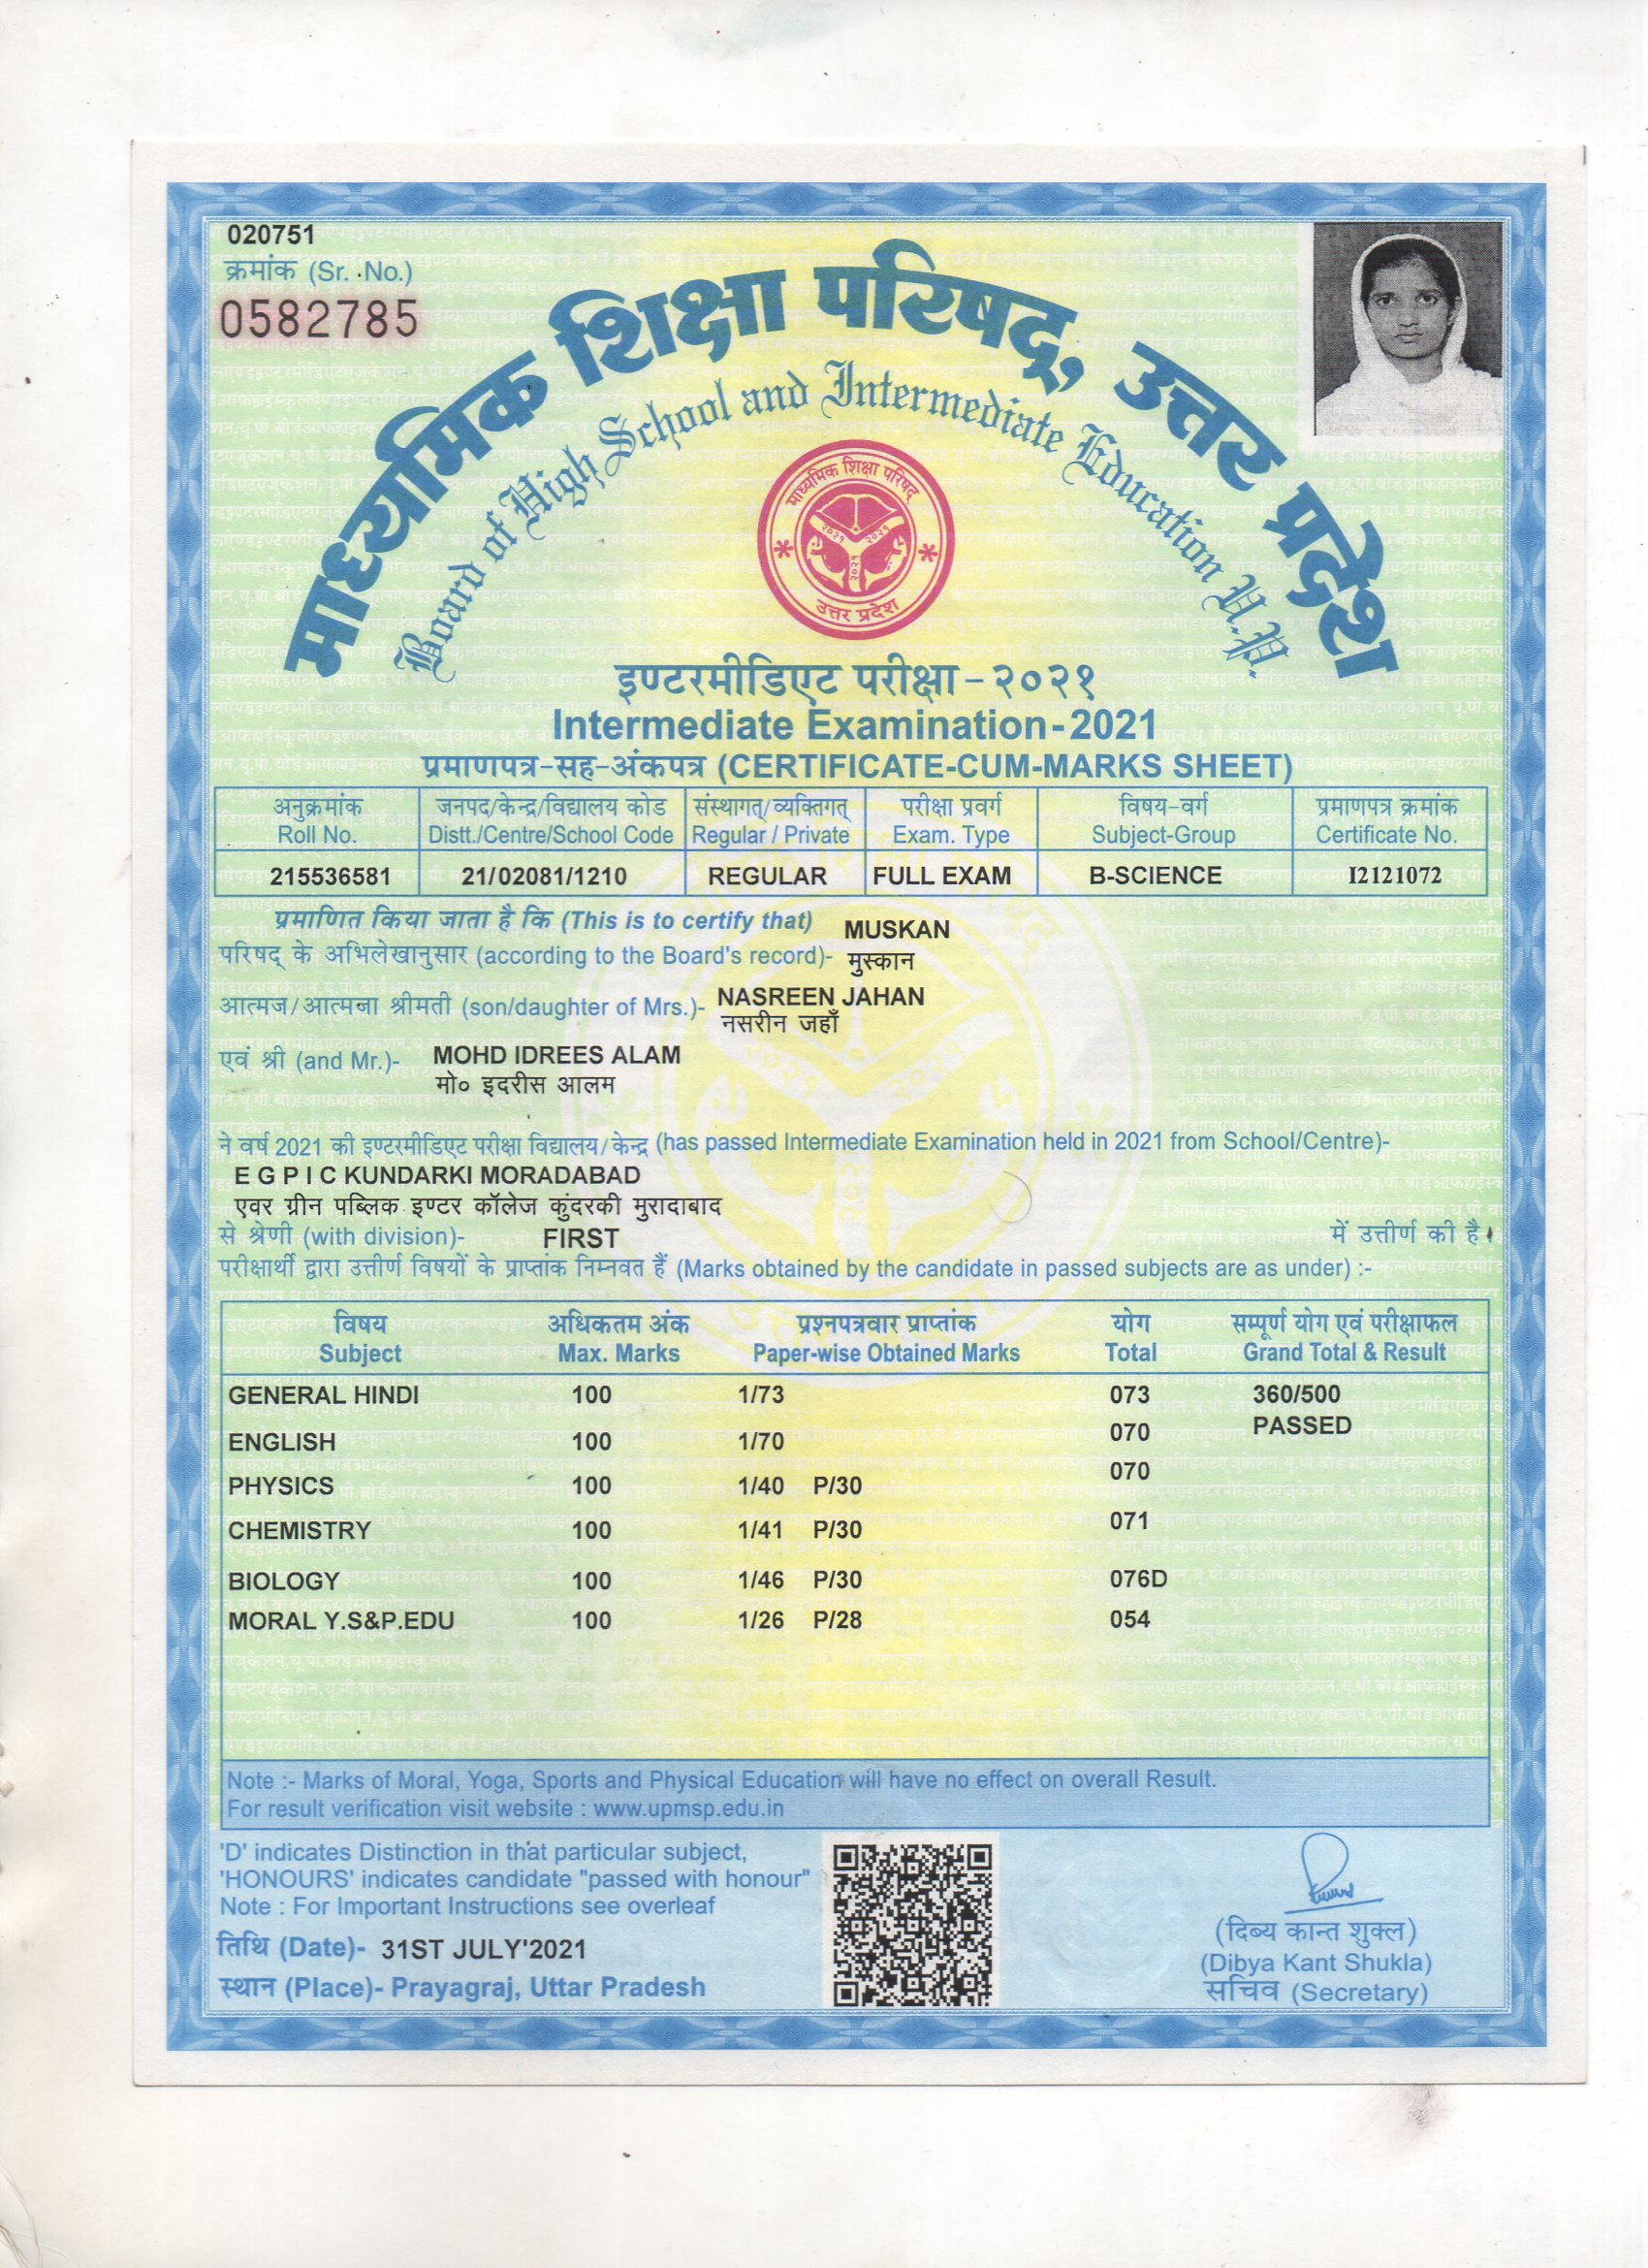 020751
क्रमांक (Sr. No.)
0582785
माध्यमिक शिक्षा परिषद्, उत्तर प्रदेश
Board of High School and Intermediate Education U.P.
माध्यमिक शिक्षा परिषद्
२०२१ २०२१
२०२१
उत्तर प्रदेश
इण्टरमीडिएट परीक्षा-२०२१
Intermediate Examination-2021
प्रमाणपत्र-सह-अंकपत्र (CERTIFICATE-CUM-MARKS SHEET)
अनुक्रमांक जनपद/केन्द्र/विद्यालय कोड संस्थागत्/व्यक्तिगत् परीक्षा प्रवर्ग विषय-वर्ग प्रमाणपत्र क्रमांक
Roll No. Distt./Centre/School Code Regular / Private Exam. Type Subject-Group Certificate No.
215536581 21/02081/1210 REGULAR FULL EXAM B-SCIENCE I2121072
प्रमाणित किया जाता है कि (This is to certify that) MUSKAN
परिषद् के अभिलेखानुसार (according to the Board's record)- मुस्कान
आत्मज/आत्मजा श्रीमती (son/daughter of Mrs.)- NASREEN JAHAN
नसरीन जहाँ
एवं श्री (and Mr.)- MOHD IDREES ALAM
मो० इदरीस आलम
ने वर्ष 2021 की इण्टरमीडिएट परीक्षा विद्यालय/केन्द्र (has passed Intermediate Examination held in 2021 from School/Centre)-
E G P I C KUNDARKI MORADABAD
एवर ग्रीन पब्लिक इण्टर कॉलेज कुंदरकी मुरादाबाद
से श्रेणी (with division)- FIRST में उत्तीर्ण की है।
परीक्षार्थी द्वारा उत्तीर्ण विषयों के प्राप्तांक निम्नवत हैं (Marks obtained by the candidate in passed subjects are as under) :-
विषय अधिकतम अंक प्रश्नपत्रवार प्राप्तांक योग सम्पूर्ण योग एवं परीक्षाफल
Subject Max. Marks Paper-wise Obtained Marks Total Grand Total & Result
GENERAL HINDI 100 1/73 073 360/500
PASSED
ENGLISH 100 1/70 070
PHYSICS 100 1/40 P/30 070
CHEMISTRY 100 1/41 P/30 071
BIOLOGY 100 1/46 P/30 076D
MORAL Y.S&P.EDU 100 1/26 P/28 054
Note :- Marks of Moral, Yoga, Sports and Physical Education will have no effect on overall Result.
For result verification visit website : www.upmsp.edu.in
'D' indicates Distinction in that particular subject,
'HONOURS' indicates candidate "passed with honour"
Note : For Important Instructions see overleaf
तिथि (Date)- 31ST JULY'2021
स्थान (Place)- Prayagraj, Uttar Pradesh
(दिब्य कान्त शुक्ल)
(Dibya Kant Shukla)
सचिव (Secretary)